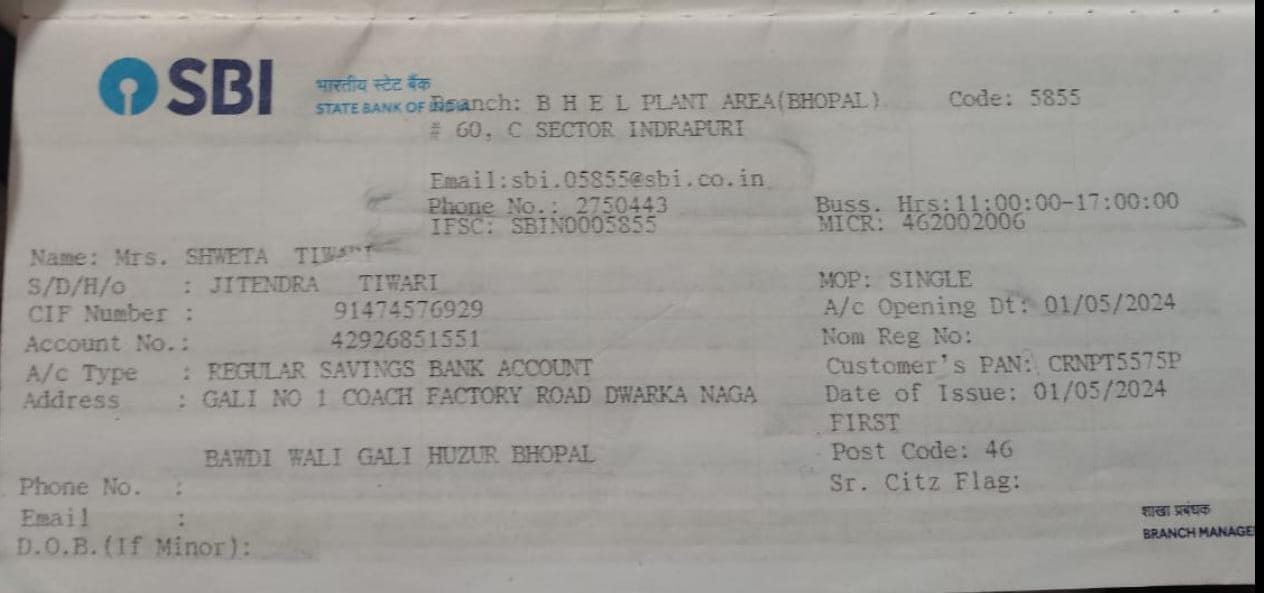 SBI
भारतीय स्टेट बैंक
STATE BANK OF INDIA
Branch: B H E L PLANT AREA(BHOPAL) Code: 5855
# 60, C SECTOR INDRAPURI
Email:sbi.05855@sbi.co.in
Phone No.: 2750443 Buss. Hrs:11:00:00-17:00:00
IFSC: SBIN0005855 MICR: 462002006
Name: Mrs. SHWETA TIWARI
S/D/H/o : JITENDRA TIWARI MOP: SINGLE
CIF Number : 91474576929 A/c Opening Dt: 01/05/2024
Account No.: 42926851551 Nom Reg No:
A/c Type : REGULAR SAVINGS BANK ACCOUNT Customer's PAN: CRNPT5575P
Address : GALI NO 1 COACH FACTORY ROAD DWARKA NAGA Date of Issue: 01/05/2024
FIRST
BAWDI WALI GALI HUZUR BHOPAL Post Code: 46
Phone No. : Sr. Citz Flag:
Email :
D.O.B.(If Minor):
शाखा प्रबंधक
BRANCH MANAGE